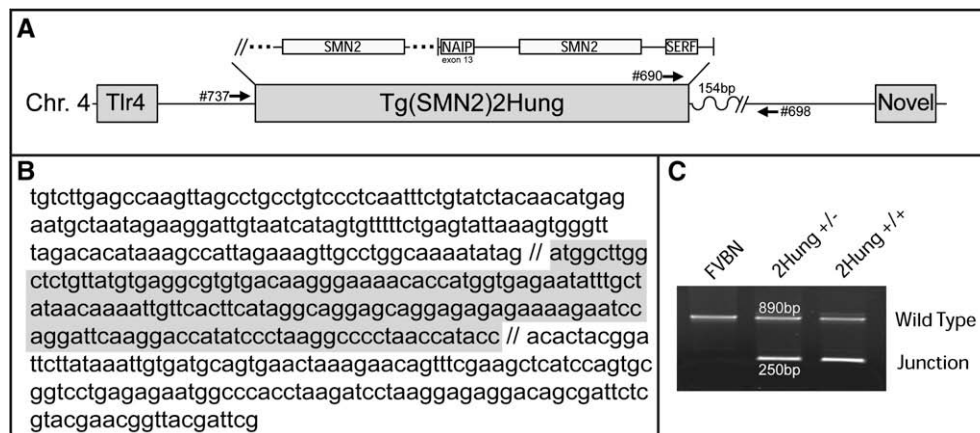 A
SMN2 NAIP SMN2 SERF
exon 13
#690
#737
154bp
Chr. 4 Tlr4 Tg(SMN2)2Hung Novel
#698
B
tgtcttgagccaagttagcctgcctgtccctcaatttctgtatctacaacatgag
aatgctaatagaaggattgtaatcatagtgtttttctgagtattaaagtgggtt
tagacacataaagccattagaaagttgcctggcaaaatatag // atggcttgg
ctctgttatgtgaggcgtgtgacaagggaaaacaccatggtgagaatatttgct
ataacaaaattgttcacttcataggcaggagcaggagagagagaaaagaatcc
aggattcaaggaccatatccctaaggcccctaaccatacc // acactacgga
ttcttataaattgtgatgcagtgaactaaagaacagtttcgaagctcatccagtgc
ggtcctgagagaatggcccacctaagatcctaaggagaggacagcgattctc
gtacgaacggttacgattcg
C
FVBN
2Hung +/-
2Hung +/+
890bp
Wild Type
Junction
250bp